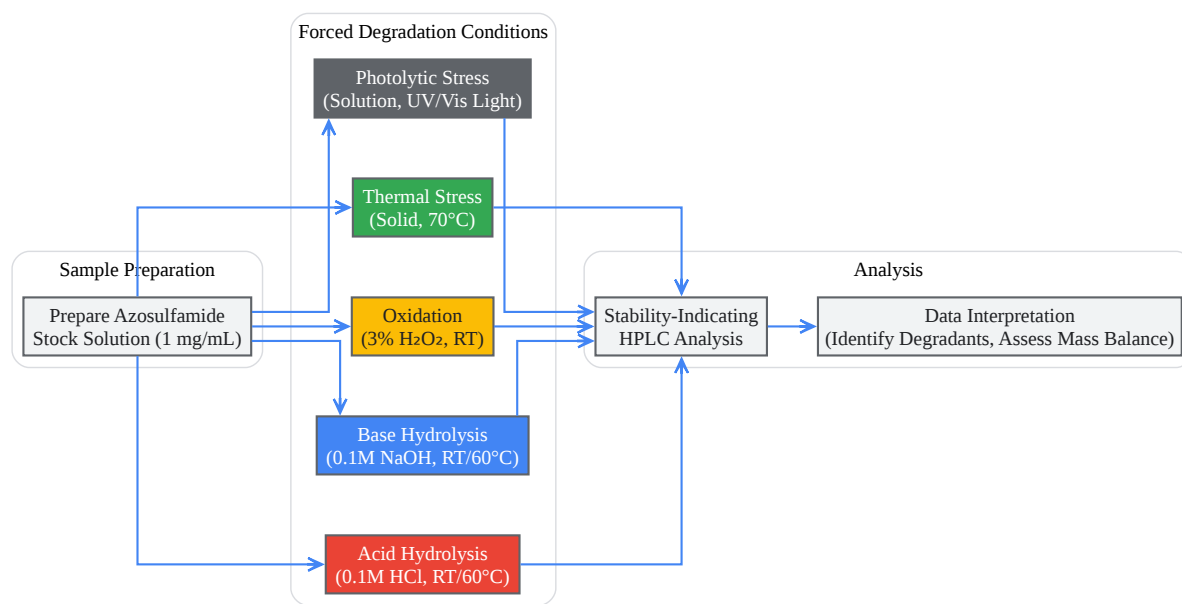 Forced Degradation Conditions
Photolytic Stress
(Solution, UV/Vis Light)
Thermal Stress
(Solid, 70°C)
Sample Preparation
Prepare Azosulfamide
Stock Solution (1 mg/mL)
Oxidation
(3% H₂O₂, RT)
Base Hydrolysis
(0.1M NaOH, RT/60°C)
Acid Hydrolysis
(0.1M HCl, RT/60°C)
Analysis
Stability-Indicating
HPLC Analysis
Data Interpretation
(Identify Degradants, Assess Mass Balance)